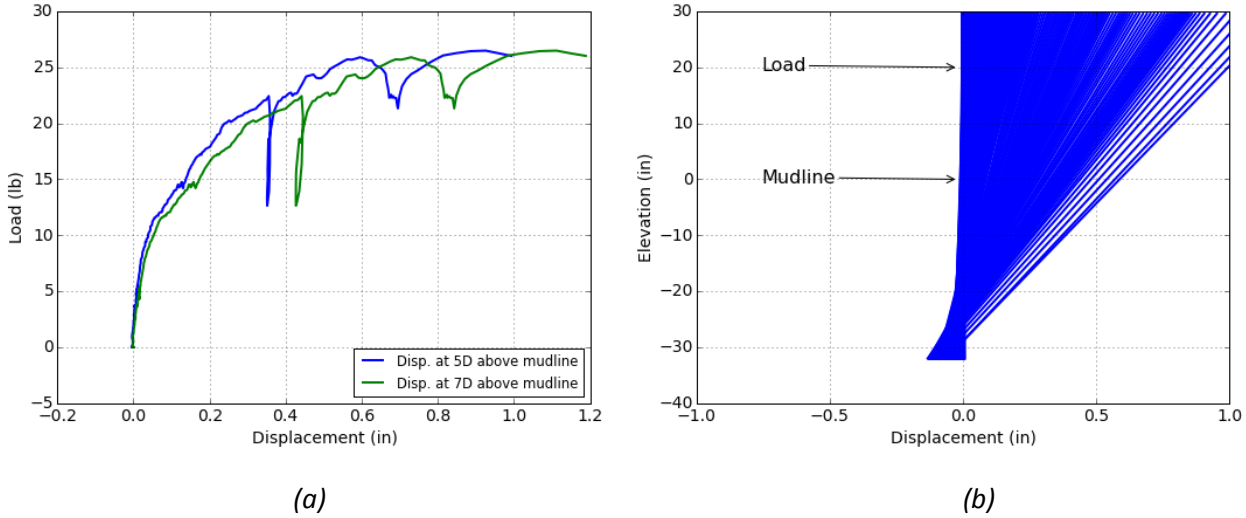 30
25
20
15
10
5
0
−5
−0.2 0.0 0.2 0.4 0.6 0.8 1.0 1.2
Load (lb)
Displacement (in)
Disp. at 5D above mudline
Disp. at 7D above mudline
(a)
30
20
10
0
−10
−20
−30
−40
−1.0 −0.5 0.0 0.5 1.0
Elevation (in)
Displacement (in)
Load
Mudline
(b)